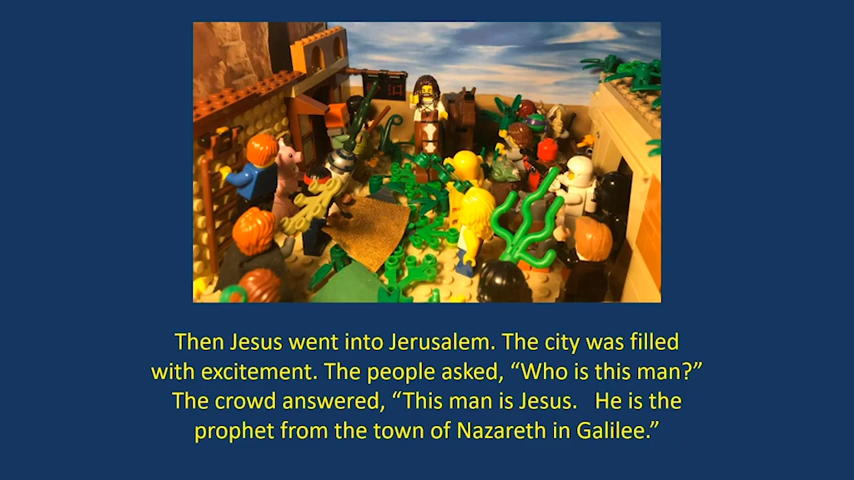 Then Jesus went into Jerusalem. The city was filled
with excitement. The people asked, “Who is this man?”
The crowd answered, “This man is Jesus.   He is the
prophet from the town of Nazareth in Galilee.”